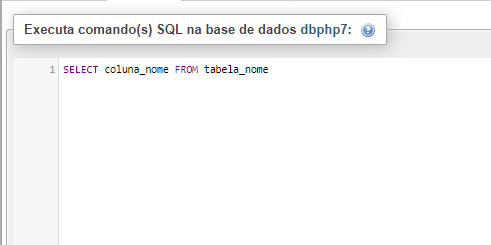 Executa comando(s) SQL na base de dados dbphp7:
1 SELECT coluna_nome FROM tabela_nome